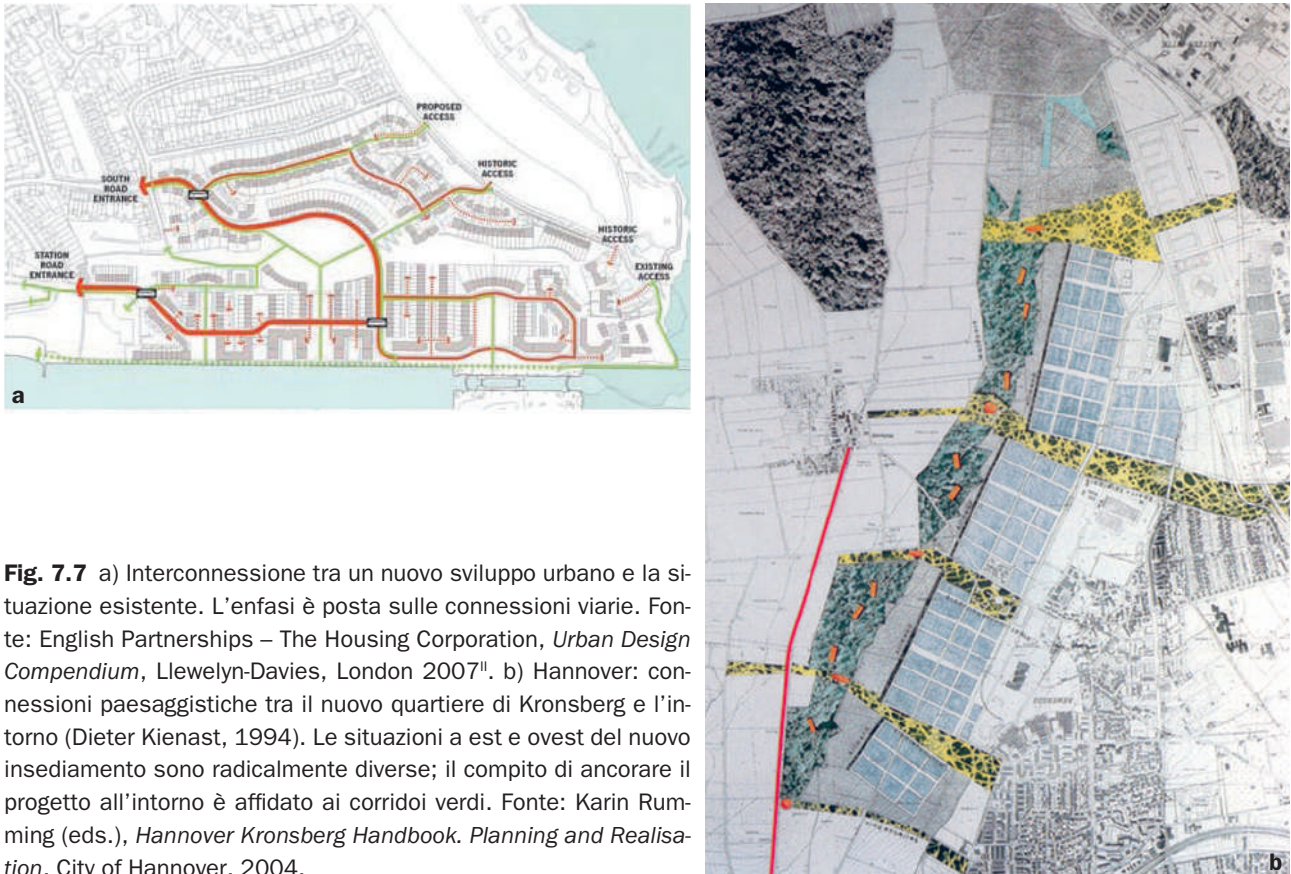 PROPOSED
ACCESS
HISTORIC
ACCESS
SOUTH
ROAD
ENTRANCE
HISTORIC
ACCESS
STATION
ROAD
ENTRANCE
EXISTING
ACCESS
a
Fig. 7.7 a) Interconnessione tra un nuovo sviluppo urbano e la si-
tuazione esistente. L'enfasi è posta sulle connessioni viarie. Fon-
te: English Partnerships – The Housing Corporation, Urban Design
Compendium, Llewelyn-Davies, London 2007ᴵᴵ. b) Hannover: con-
nessioni paesaggistiche tra il nuovo quartiere di Kronsberg e l'in-
torno (Dieter Kienast, 1994). Le situazioni a est e ovest del nuovo
insediamento sono radicalmente diverse; il compito di ancorare il
progetto all'intorno è affidato ai corridoi verdi. Fonte: Karin Rum-
ming (eds.), Hannover Kronsberg Handbook. Planning and Realisa-
tion, City of Hannover, 2004.
b